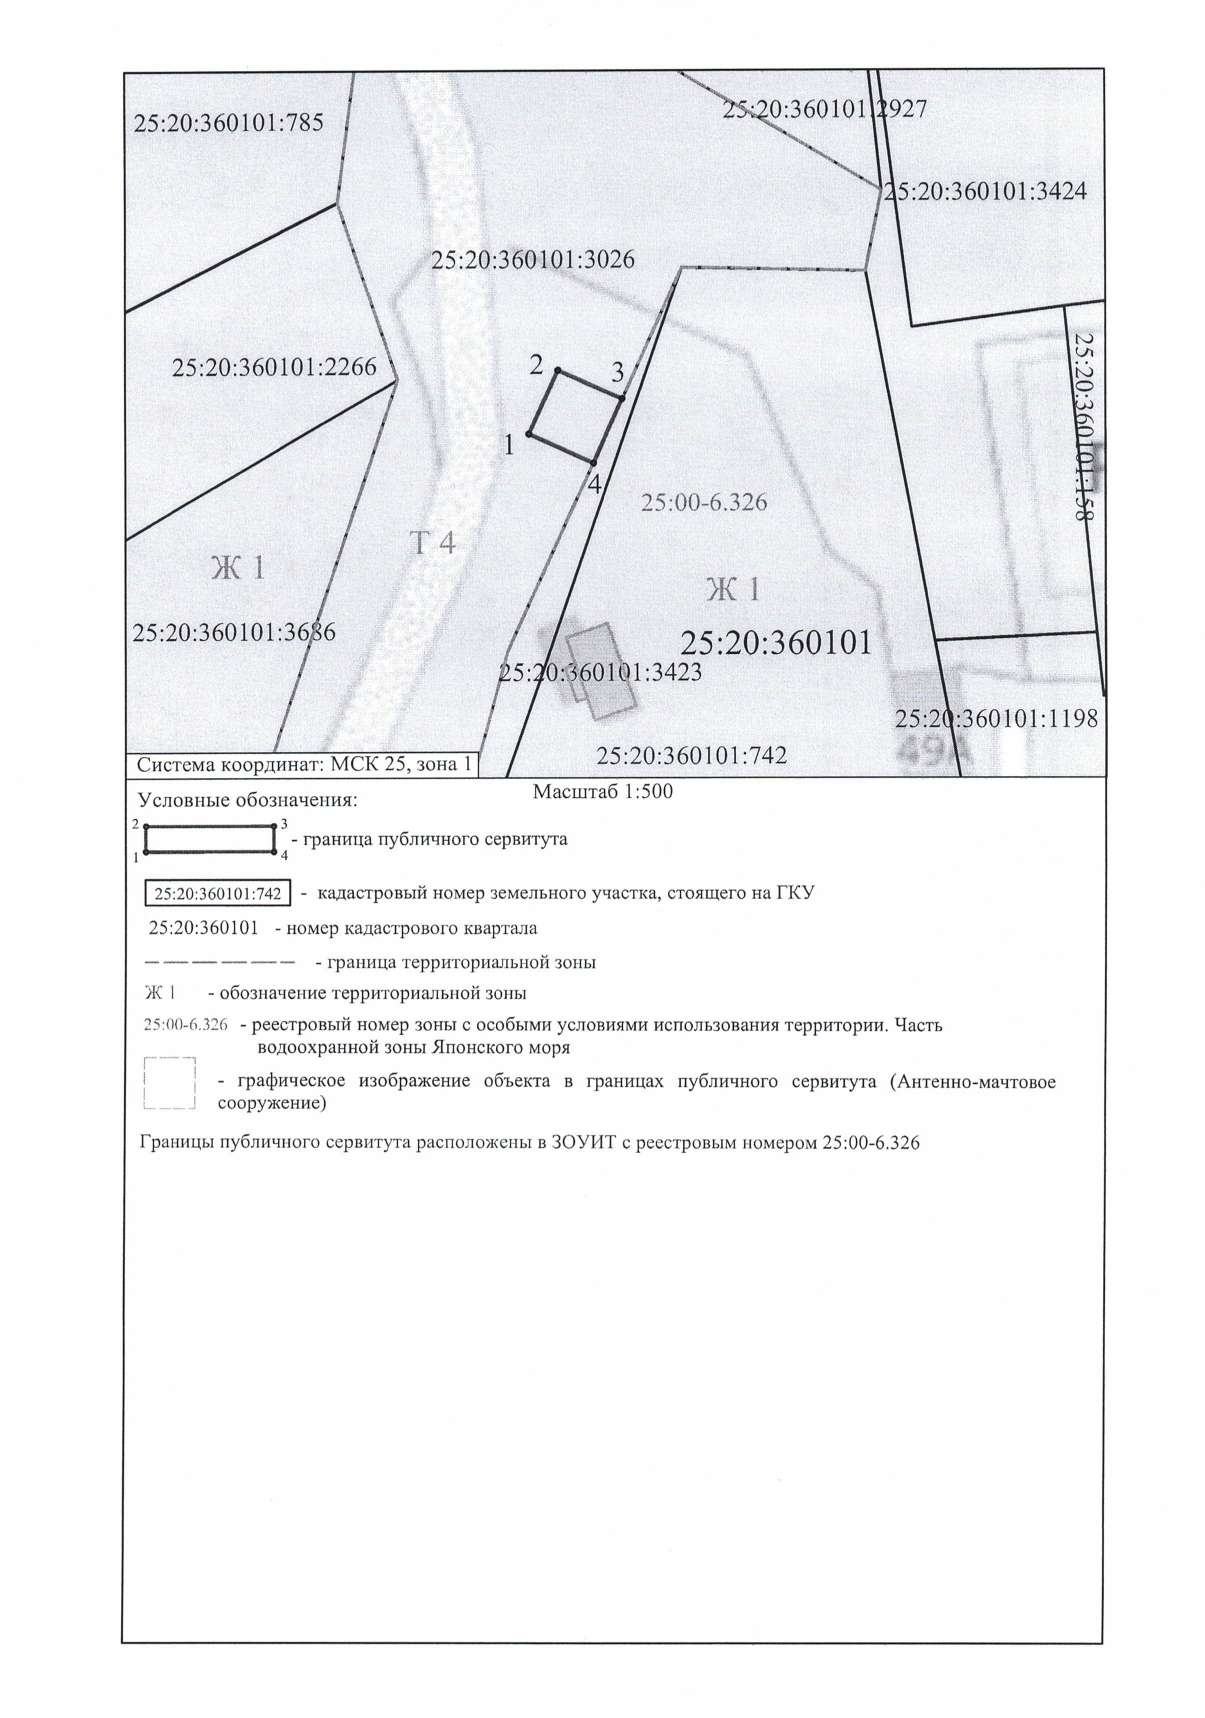 25:20:360101:785
25:20:360101:2927
25:20:360101:3424
25:20:360101:3026
25:20:360101:2266
2
3
1
4
25:20:360101:158
25:00-6.326
Т 4
Ж 1
Ж 1
25:20:360101:3686
25:20:360101
25:20:360101:3423
25:20:360101:1198
49А
25:20:360101:742
Система координат: МСК 25, зона 1
Масштаб 1:500
Условные обозначения:
2
3
1
4
- граница публичного сервитута
25:20:360101:742 - кадастровый номер земельного участка, стоящего на ГКУ
25:20:360101 - номер кадастрового квартала
- граница территориальной зоны
Ж 1 - обозначение территориальной зоны
25:00-6.326 - реестровый номер зоны с особыми условиями использования территории. Часть
водоохранной зоны Японского моря
- графическое изображение объекта в границах публичного сервитута (Антенно-мачтовое
сооружение)
Границы публичного сервитута расположены в ЗОУИТ с реестровым номером 25:00-6.326